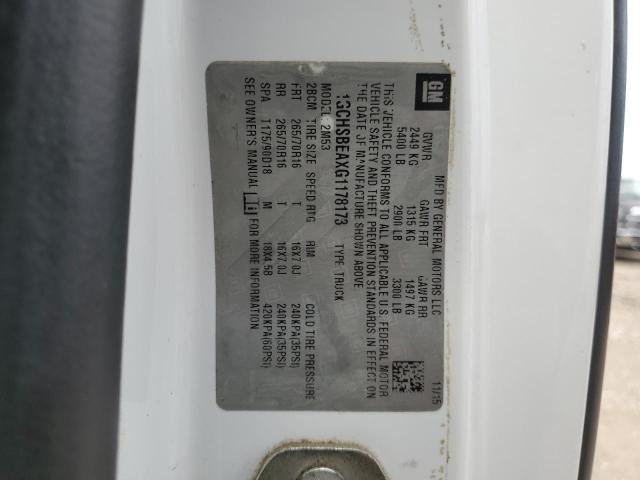 GM
MFD BY GENERAL MOTORS LLC
11/15
GVWR GAWR FRT GAWR RR
2449 KG 1315 KG 1497 KG
5400 LB 2900 LB 3300 LB
THIS VEHICLE CONFORMS TO ALL APPLICABLE U.S. FEDERAL MOTOR
VEHICLE SAFETY AND THEFT PREVENTION STANDARDS IN EFFECT ON
THE DATE OF MANUFACTURE SHOWN ABOVE
1GCHSBEAXG1178173 TYPE:TRUCK
MODEL: 2M53
2BCM TIRE SIZE SPEED RTG RIM COLD TIRE PRESSURE
FRT 265/70R16 T 16X7.0J 240KPA(35PSI)
RR 265/70R16 T 16X7.0J 240KPA(35PSI)
SPA T175/90D18 M 18X4.5B 420KPA(60PSI)
SEE OWNER'S MANUAL FOR MORE INFORMATION